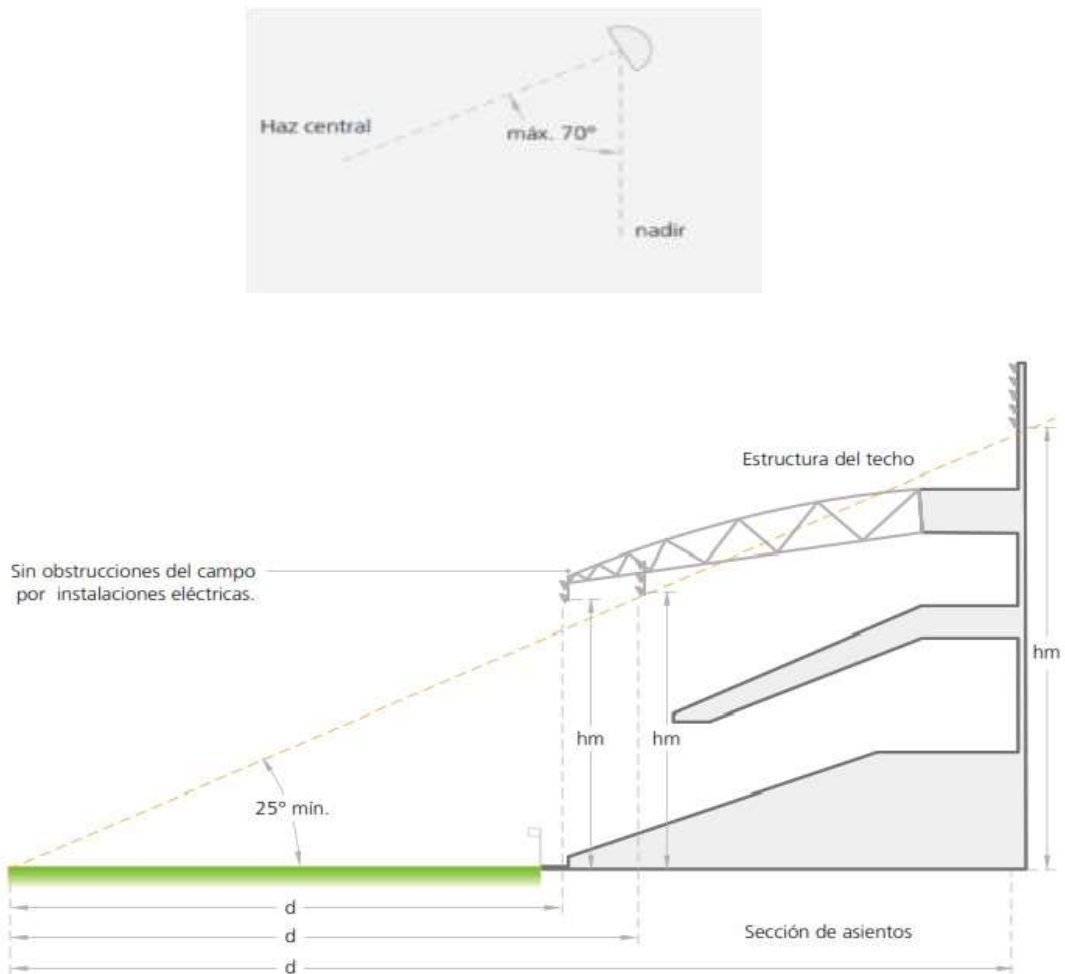 Haz central
máx. 70°
nadir
Estructura del techo
Sin obstrucciones del campo
por instalaciones eléctricas.
hm
hm
hm
25° mín.
d
d
Sección de asientos
d